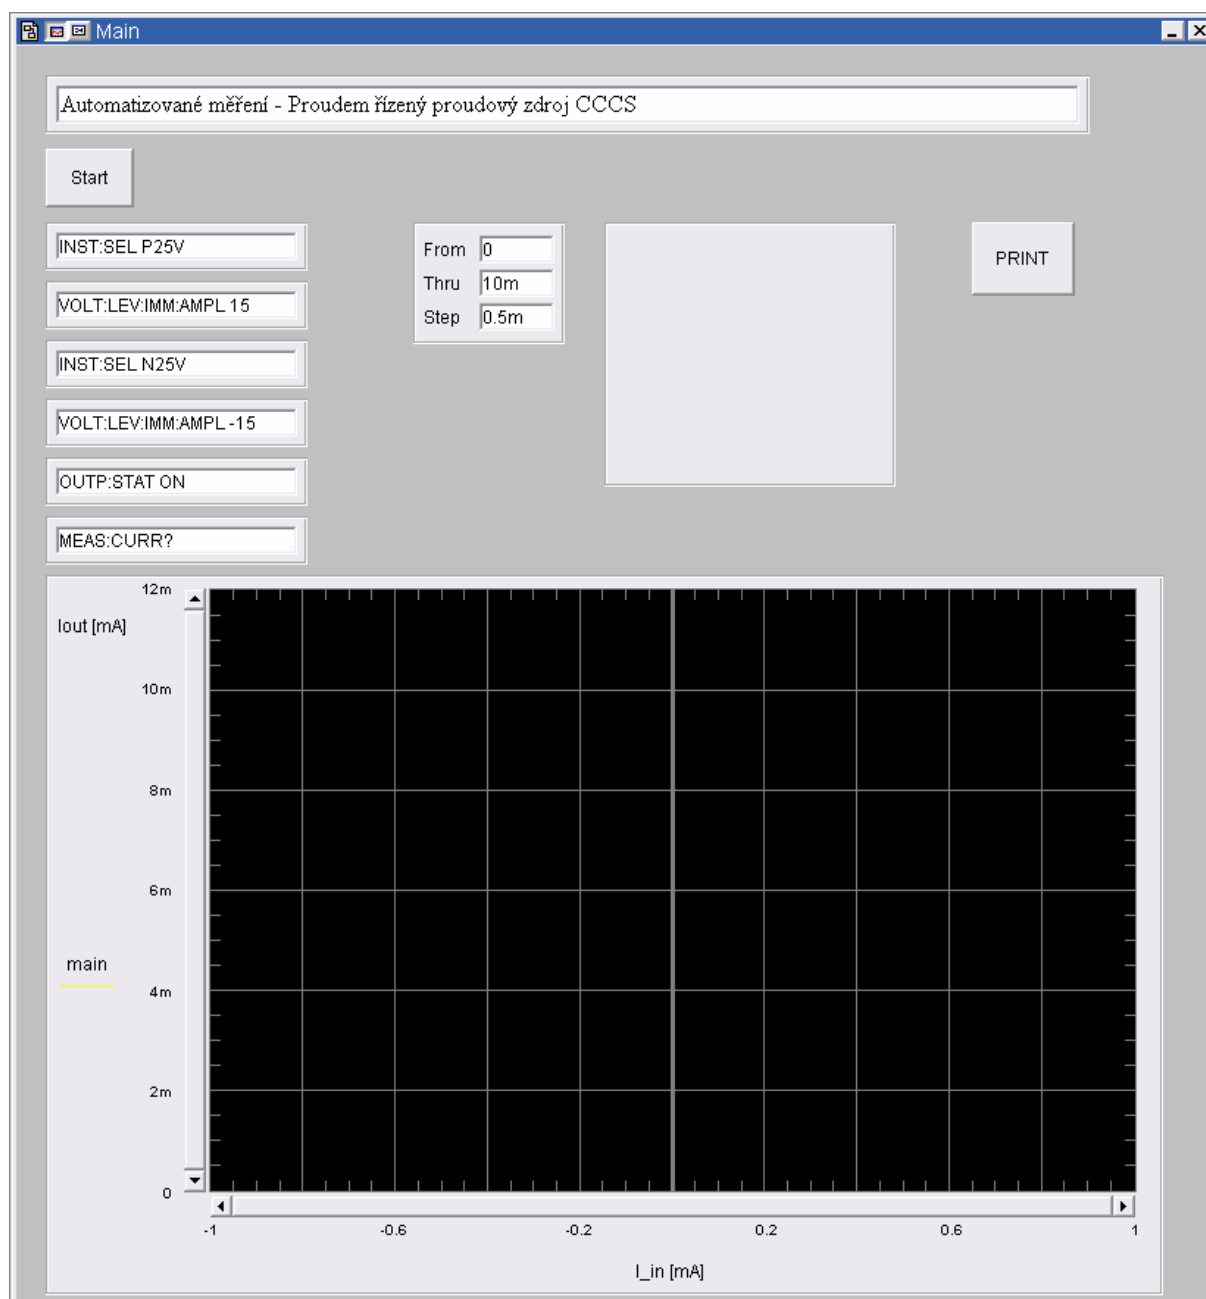 Main
Automatizované měření - Proudem řízený proudový zdroj CCCS
Start
INST:SEL P25V
VOLT:LEV:IMM:AMPL 15
INST:SEL N25V
VOLT:LEV:IMM:AMPL -15
OUTP:STAT ON
MEAS:CURR?
From 0
Thru 10m
Step 0.5m
PRINT
12m
Iout [mA]
10m
8m
6m
main
4m
2m
0
-1 -0.6 -0.2 0.2 0.6 1
I_in [mA]